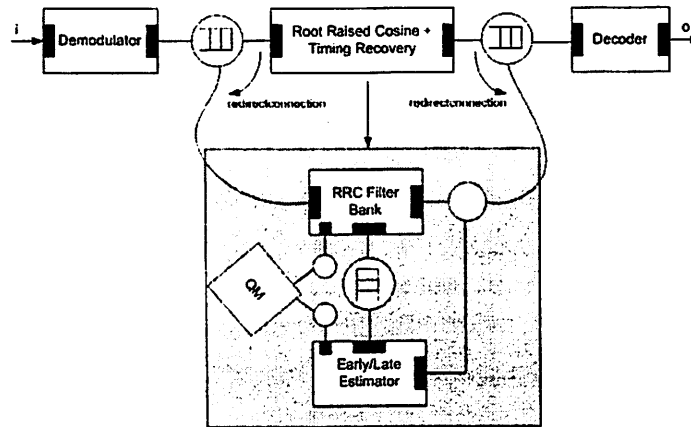 i
o
Demodulator
Root Raised Cosine +
Timing Recovery
Decoder
redirectconnection
redirectconnection
RRC Filter
Bank
QM
Early/Late
Estimator